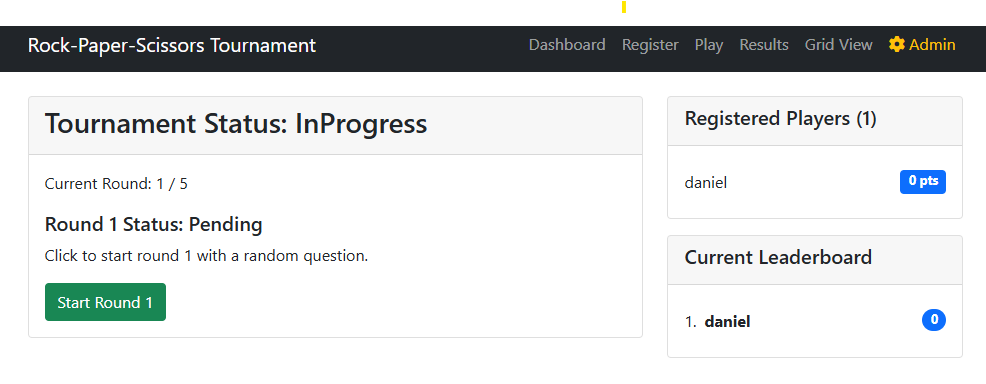 Rock-Paper-Scissors Tournament
Dashboard Register Play Results Grid View Admin
Tournament Status: InProgress
Current Round: 1 / 5
Round 1 Status: Pending
Click to start round 1 with a random question.
Start Round 1
Registered Players (1)
daniel 0 pts
Current Leaderboard
1. daniel 0